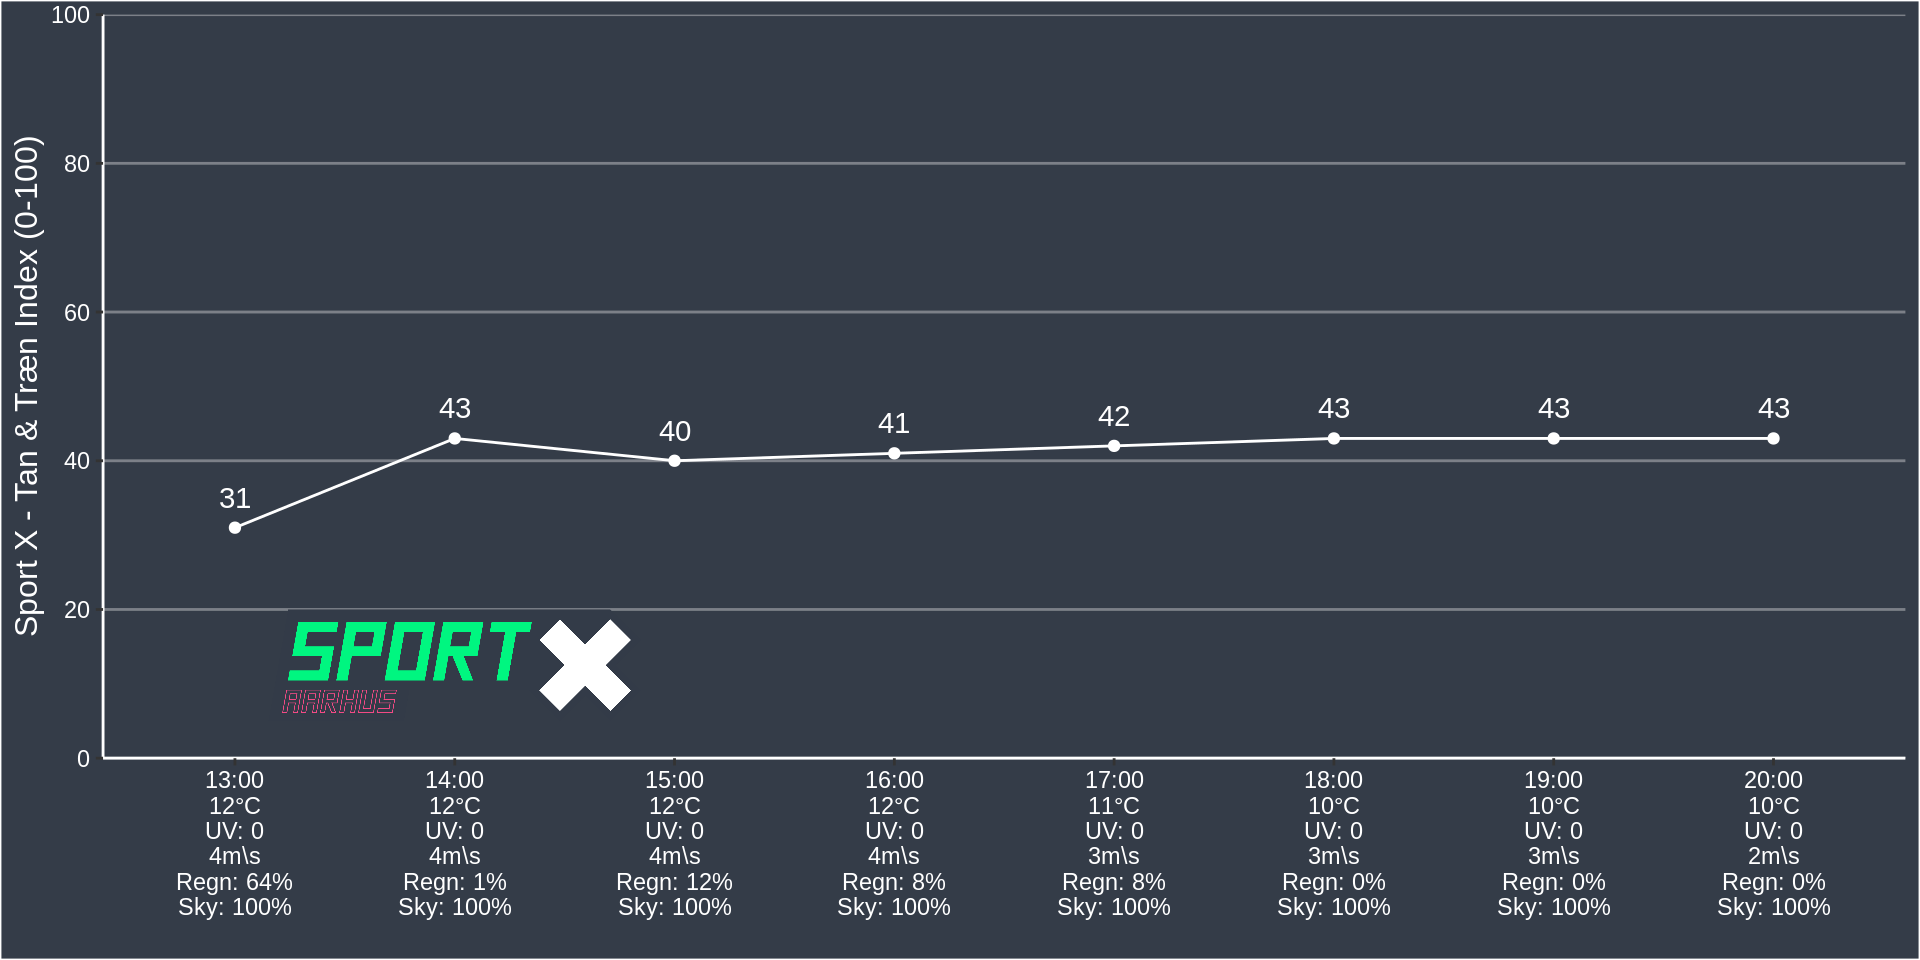 Sport X - Tan & Træn Index (0-100)
100
80
60
40
20
0
31
43
40
41
42
43
43
43
SPORT X
AARHUS
13:00
12°C
UV: 0
4m\s
Regn: 64%
Sky: 100%
14:00
12°C
UV: 0
4m\s
Regn: 1%
Sky: 100%
15:00
12°C
UV: 0
4m\s
Regn: 12%
Sky: 100%
16:00
12°C
UV: 0
4m\s
Regn: 8%
Sky: 100%
17:00
11°C
UV: 0
3m\s
Regn: 8%
Sky: 100%
18:00
10°C
UV: 0
3m\s
Regn: 0%
Sky: 100%
19:00
10°C
UV: 0
3m\s
Regn: 0%
Sky: 100%
20:00
10°C
UV: 0
2m\s
Regn: 0%
Sky: 100%